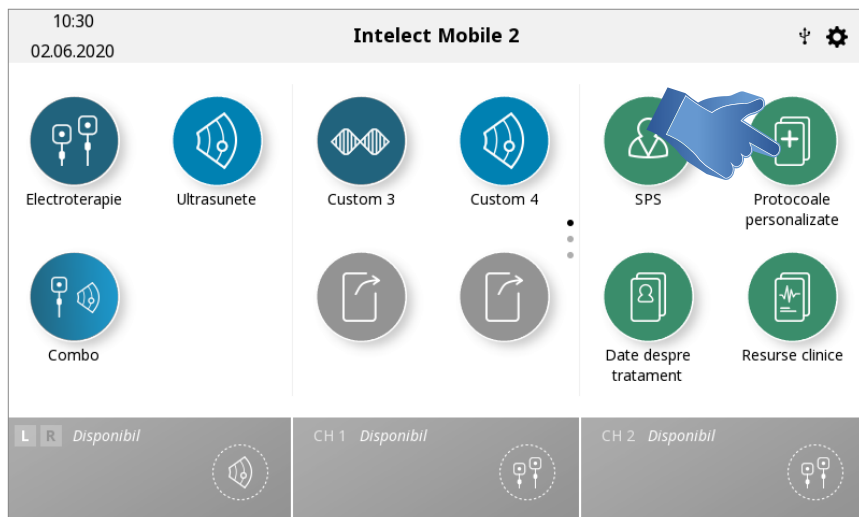 10:30
02.06.2020
Intelect Mobile 2
Electroterapie
Ultrasunete
Custom 3
Custom 4
SPS
Protocoale
personalizate
Combo
Date despre
tratament
Resurse clinice
L R Disponibil
CH 1 Disponibil
CH 2 Disponibil